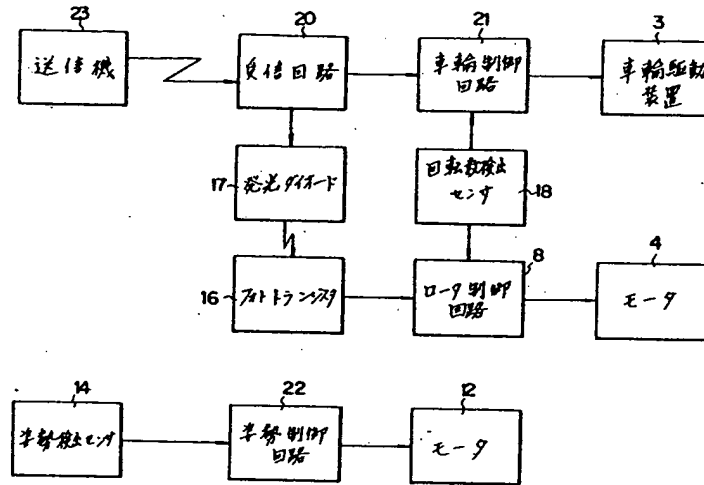 23
20
21
3
送信機
負信回路
車輪制御
回路
車輪駆動
装置
17
発光ダイオード
回転数検出
センサ
18
16
フォトトランジスタ
8
ロータ制御
回路
4
モータ
14
姿勢検出センサ
22
姿勢制御
回路
12
モータ